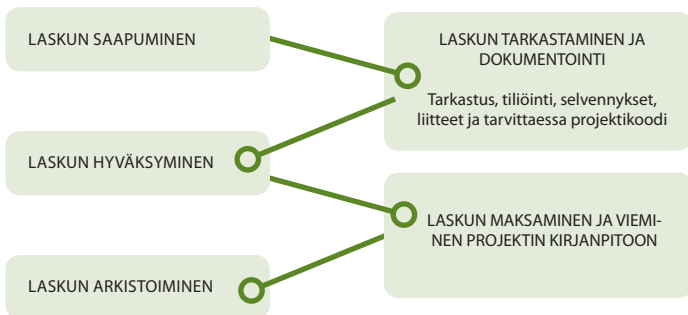 LASKUN SAAPUMINEN
LASKUN TARKASTAMINEN JA
DOKUMENTOINTI
Tarkastus, tiliöinti, selvennykset,
liitteet ja tarvittaessa projektikoodi
LASKUN HYVÄKSYMINEN
LASKUN MAKSAMINEN JA VIEMI-
NEN PROJEKTIN KIRJANPITOON
LASKUN ARKISTOIMINEN